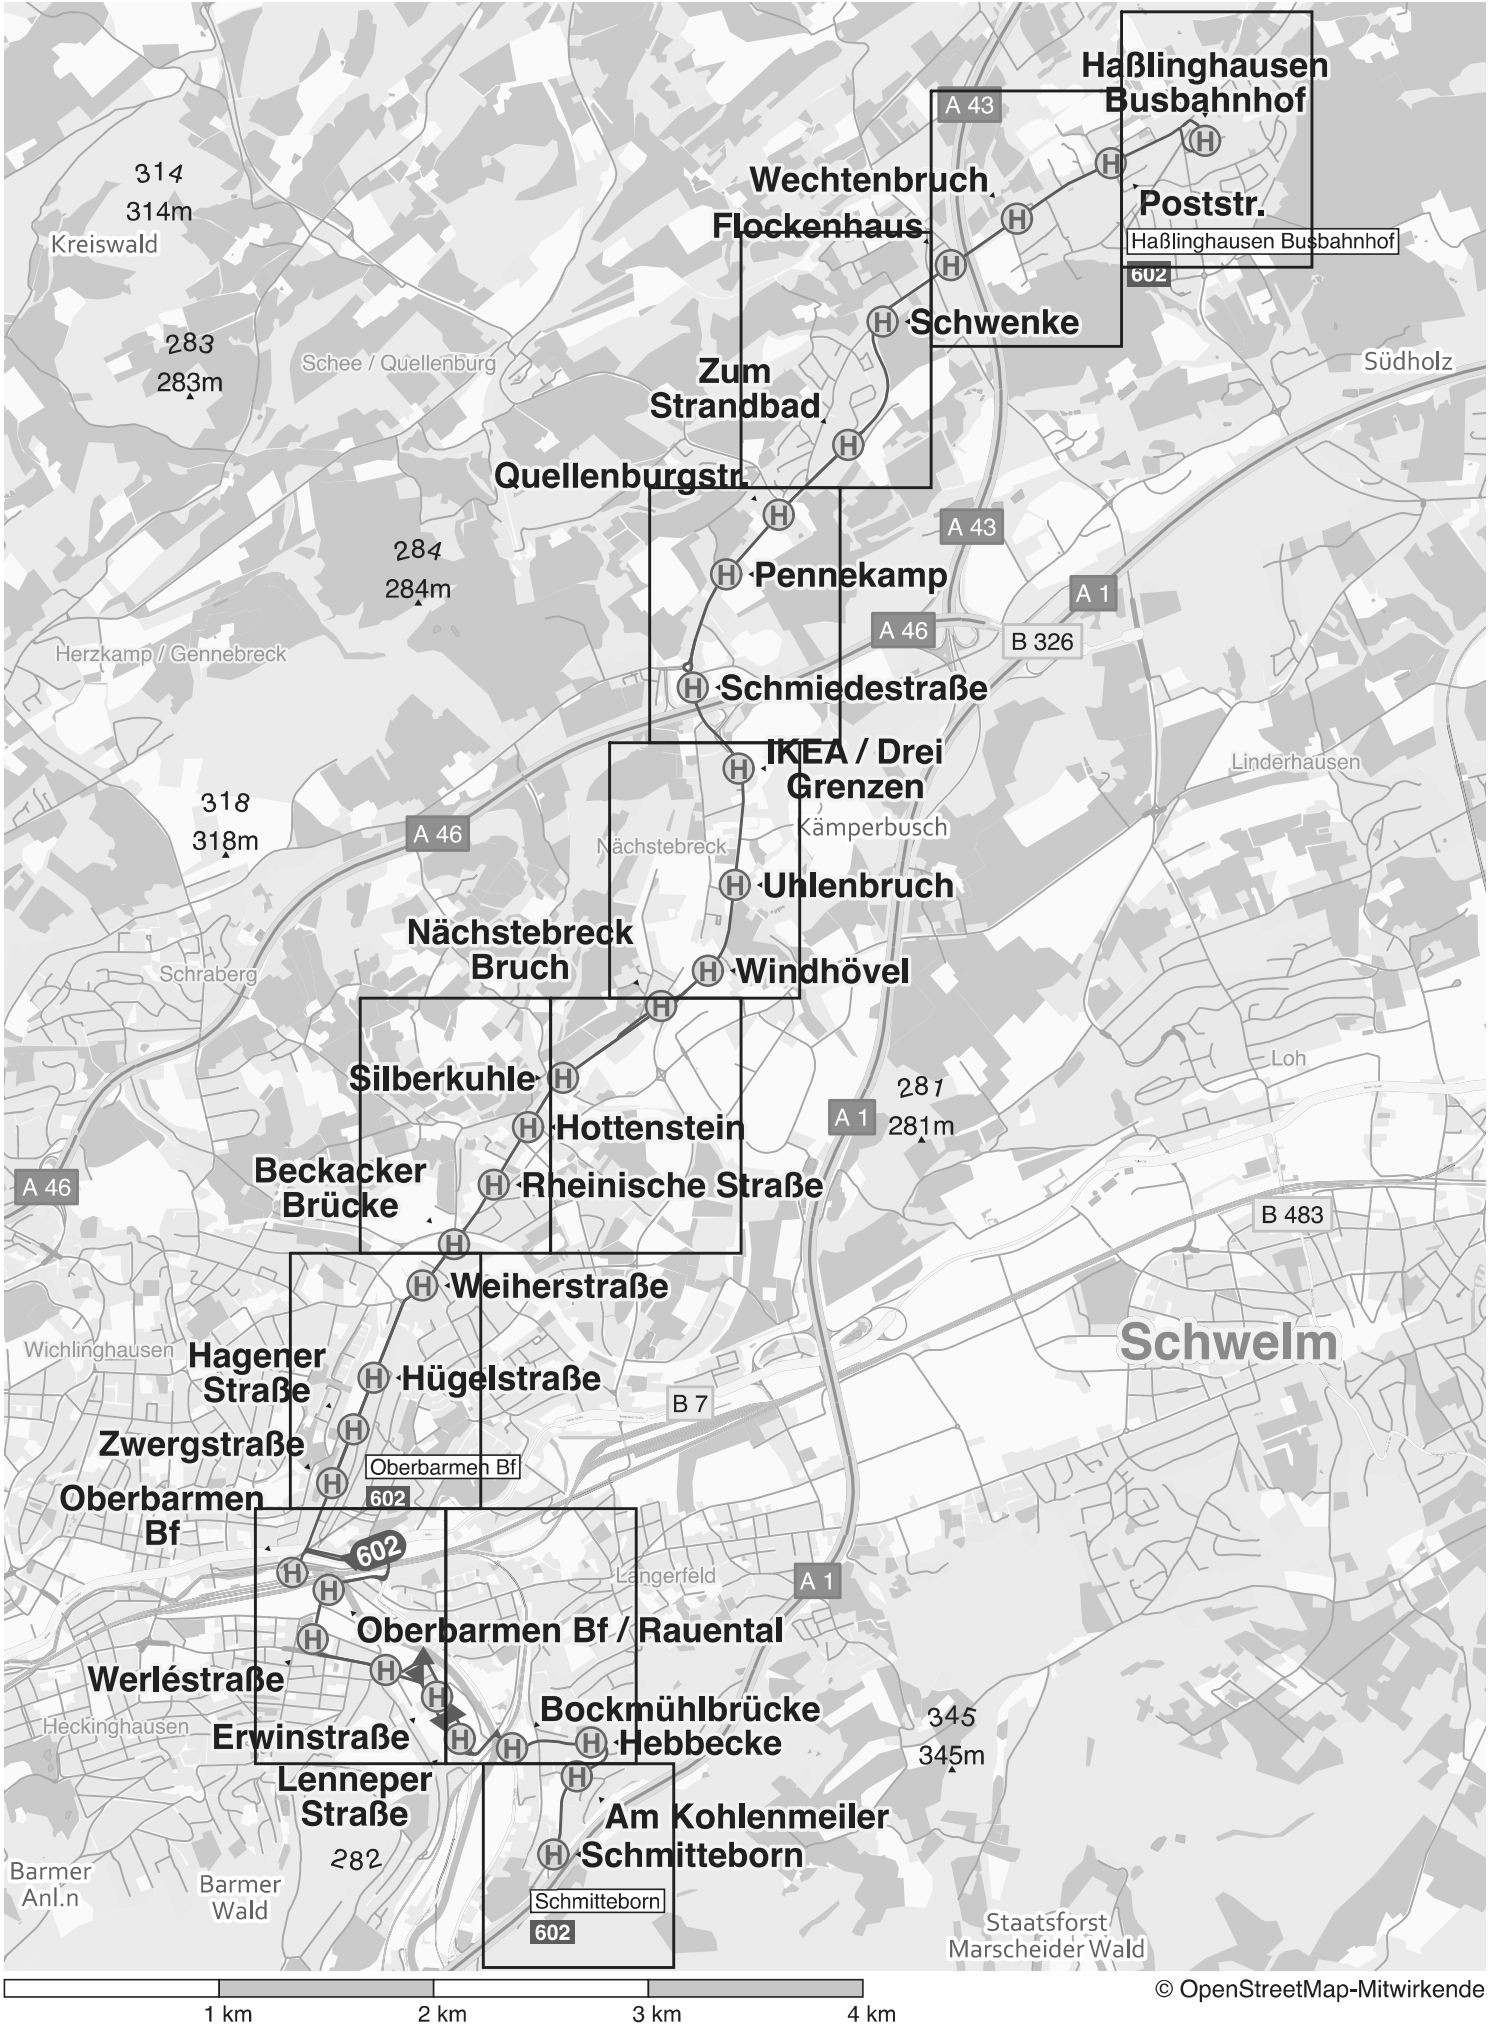 Haßlinghausen
Busbahnhof
A 43
314
314m
Kreiswald
Wechtenbruch
Poststr.
Flockenhaus
Haßlinghausen Busbahnhof
602
Schwenke
283
283m
Schee / Quellenburg
Südholz
Zum
Strandbad
Quellenburgstr.
A 43
284
284m
Pennekamp
A 1
A 46
B 326
Herzkamp / Gennebreck
Schmiedestraße
IKEA / Drei
Grenzen
Linderhausen
318
318m
A 46
Kämperbusch
Nächstebreck
Uhlenbruch
Nächstebreck
Bruch
Schraberg
Windhövel
Loh
Silberkuhle
281
281m
A 1
Hottenstein
Beckacker
Brücke
A 46
Rheinische Straße
B 483
Weiherstraße
Schwelm
Wichlinghausen
Hagener
Straße
Hügelstraße
B 7
Zwergstraße
Oberbarmen Bf
602
Oberbarmen
Bf
602
Langerfeld
A 1
Oberbarmen Bf / Rauental
Werléstraße
Heckinghausen
Erwinstraße
Bockmühlbrücke
Hebbecke
345
345m
Lenneper
Straße
Am Kohlenmeiler
282
Schmitteborn
Barmer
Anl.n
Barmer
Wald
Schmitteborn
602
Staatsforst
Marscheider Wald
1 km
2 km
3 km
4 km
© OpenStreetMap-Mitwirkende